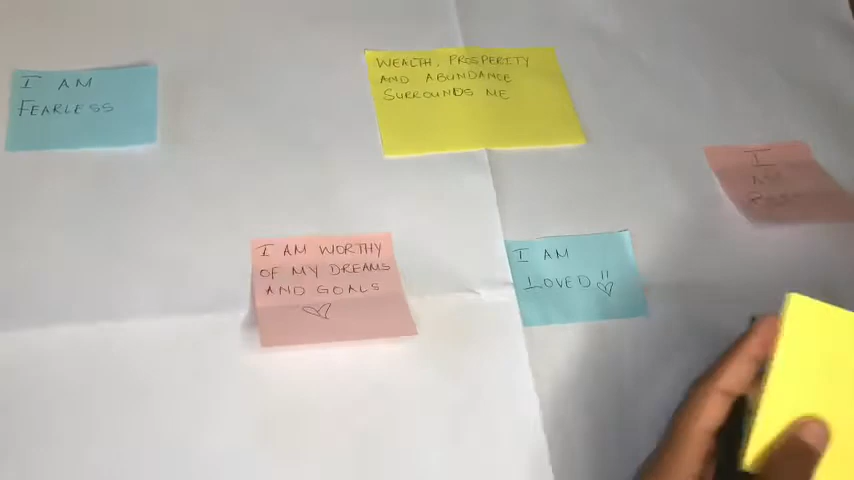 I AM
FEARLESS
WEALTH, PROSPERITY
AND ABUNDANCE
SURROUNDS ME
I
I AM WORTHY
OF MY DREAMS
AND GOALS
I AM
LOVED!!